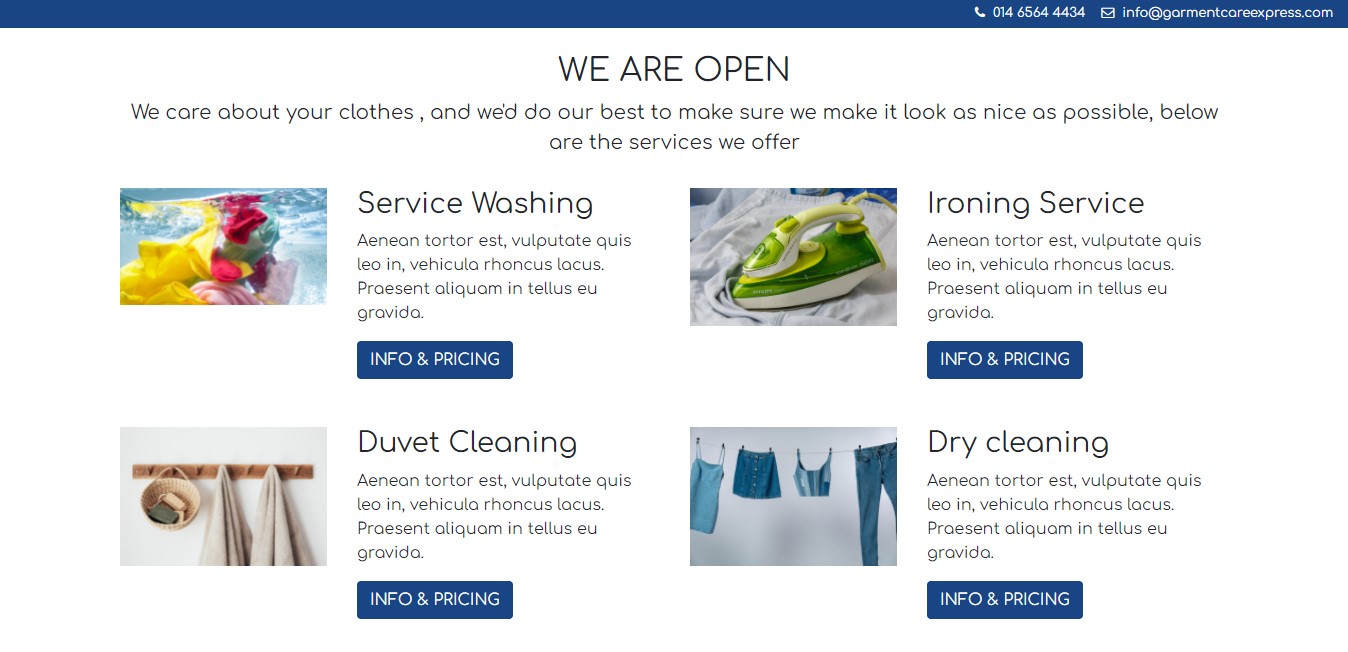 014 6564 4434 info@garmentcareexpress.com
WE ARE OPEN
We care about your clothes , and we'd do our best to make sure we make it look as nice as possible, below
are the services we offer
Service Washing
Aenean tortor est, vulputate quis
leo in, vehicula rhoncus lacus.
Praesent aliquam in tellus eu
gravida.
INFO & PRICING
Ironing Service
Aenean tortor est, vulputate quis
leo in, vehicula rhoncus lacus.
Praesent aliquam in tellus eu
gravida.
INFO & PRICING
Duvet Cleaning
Aenean tortor est, vulputate quis
leo in, vehicula rhoncus lacus.
Praesent aliquam in tellus eu
gravida.
INFO & PRICING
Dry cleaning
Aenean tortor est, vulputate quis
leo in, vehicula rhoncus lacus.
Praesent aliquam in tellus eu
gravida.
INFO & PRICING